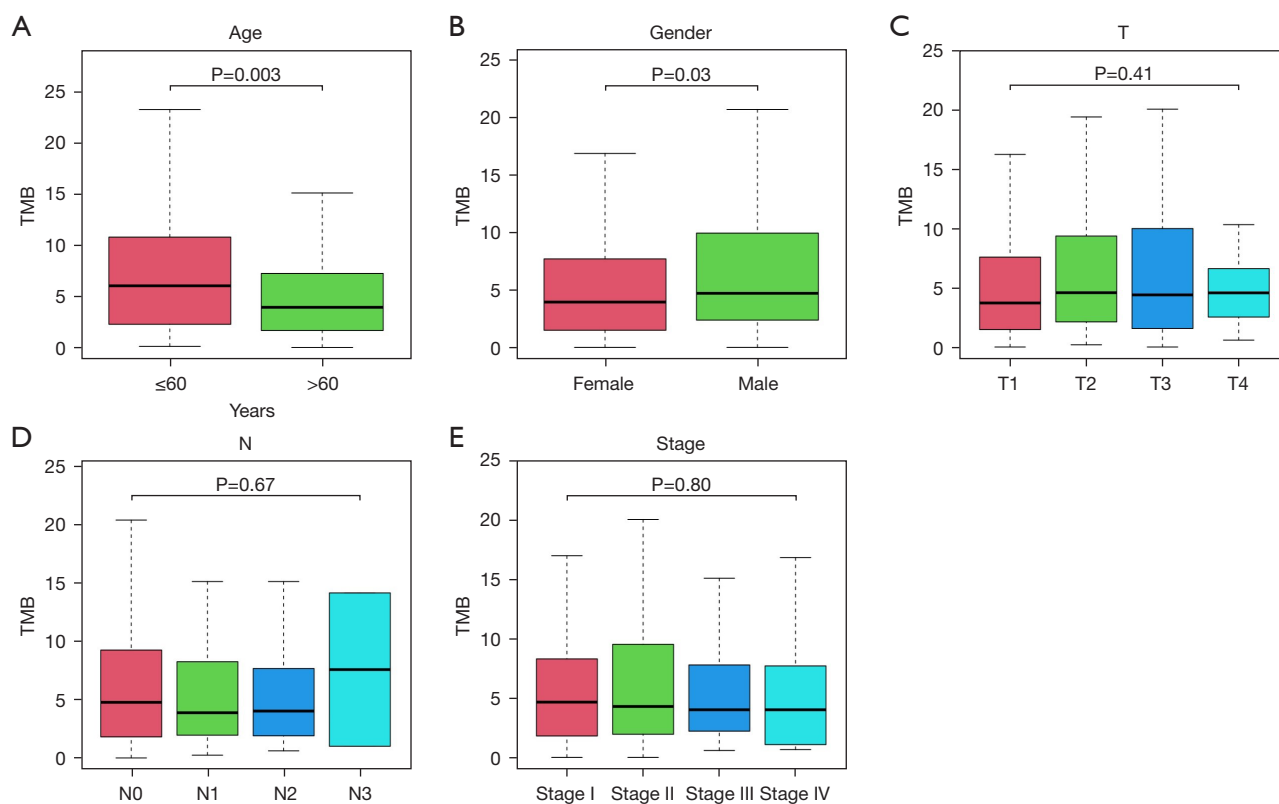 A
Age
P=0.003
TMB
25
20
15
10
5
0
≤60 >60
Years
B
Gender
P=0.03
TMB
25
20
15
10
5
0
Female Male
C
T
P=0.41
TMB
25
20
15
10
5
0
T1 T2 T3 T4
D
N
P=0.67
TMB
25
20
15
10
5
0
N0 N1 N2 N3
E
Stage
P=0.80
TMB
25
20
15
10
5
0
Stage I Stage II Stage III Stage IV